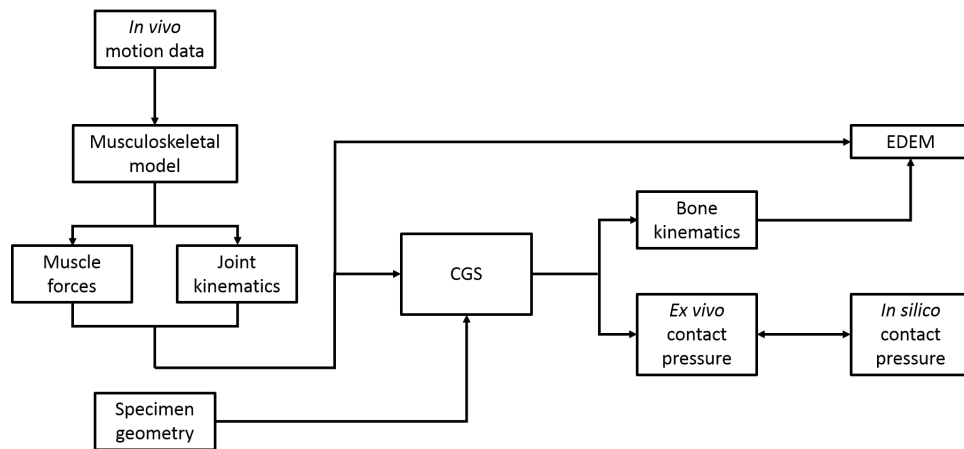 In vivo
motion data
Musculoskeletal
model
Muscle
forces
Joint
kinematics
Specimen
geometry
CGS
Bone
kinematics
Ex vivo
contact
pressure
EDEM
In silico
contact
pressure